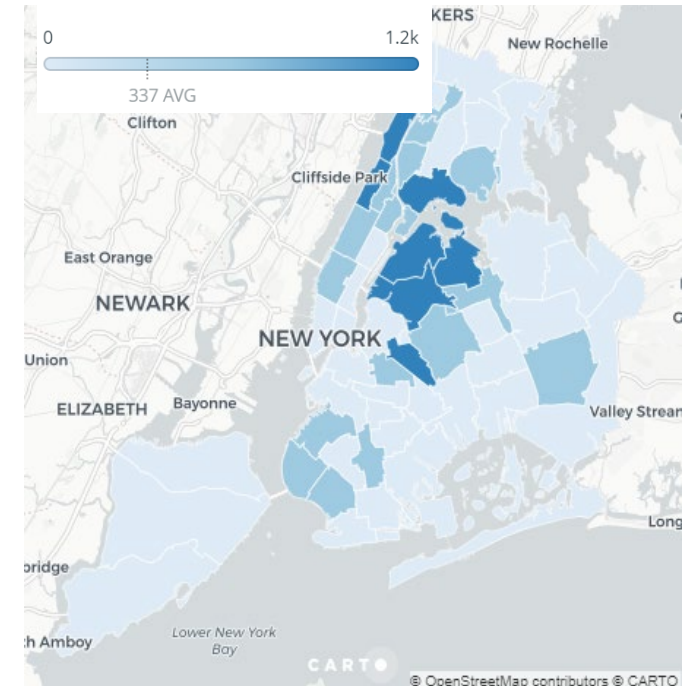 0 1.2k
337 AVG
KERS
New Rochelle
Clifton
Cliffside Park
East Orange
NEWARK
NEW YORK
Union
ELIZABETH
Bayonne
Valley Strear
Long
bridge
h Amboy
Lower New York
Bay
CARTO
© OpenStreetMap contributors © CARTO